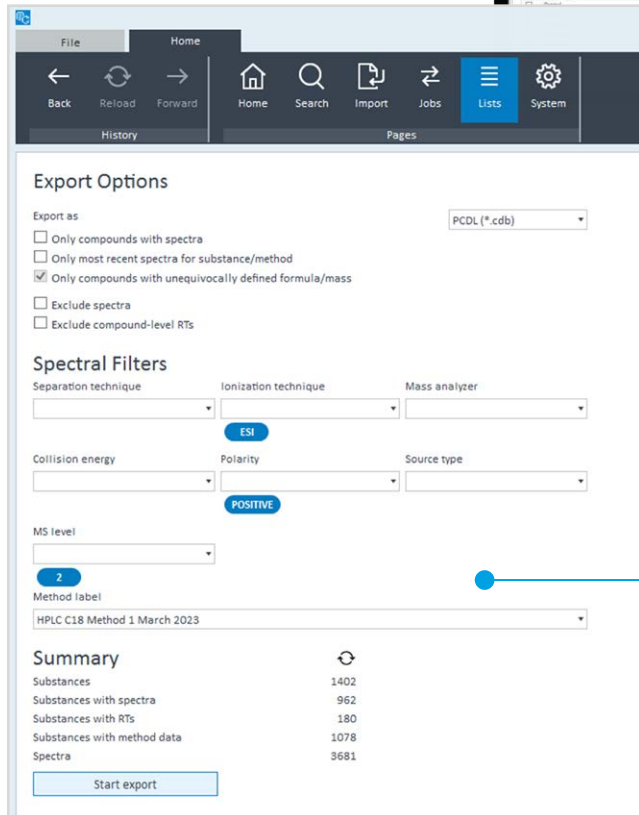 File Home
Back Reload Forward Home Search Import Jobs Lists System
History Pages
Export Options
Export as PCDL (*.cdb)
Only compounds with spectra
Only most recent spectra for substance/method
Only compounds with unequivocally defined formula/mass
Exclude spectra
Exclude compound-level RTs
Spectral Filters
Separation technique Ionization technique Mass analyzer
ESI
Collision energy Polarity Source type
POSITIVE
MS level
2
Method label
HPLC C18 Method 1 March 2023
Summary
Substances 1402
Substances with spectra 962
Substances with RTs 180
Substances with method data 1078
Spectra 3681
Start export